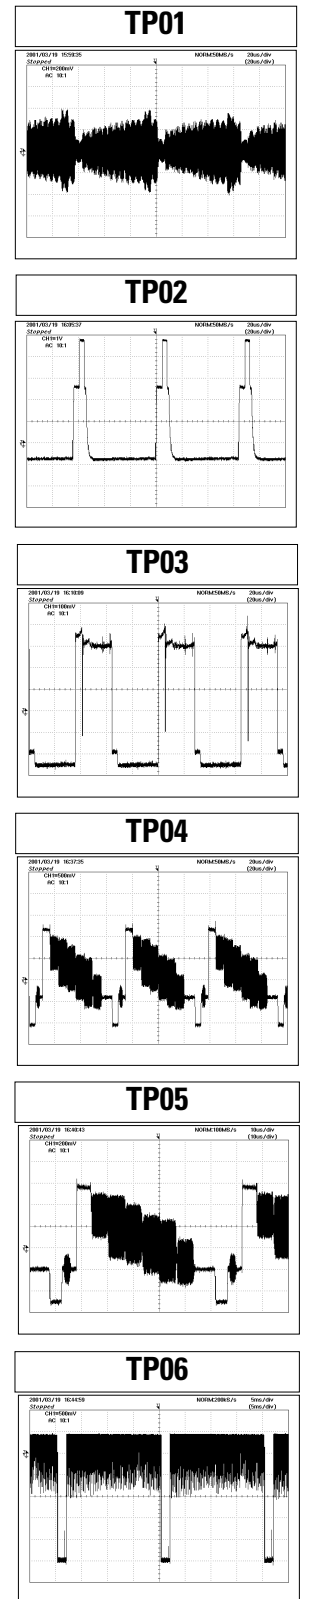 TP01
2001/03/19 15:59:35 NORM:50MS/s 20us/div
Stopped (20us/div)
CH1=200mV
AC 10:1
TP02
2001/03/19 16:05:37 NORM:50MS/s 20us/div
Stopped (20us/div)
CH1=1V
AC 10:1
TP03
2001/03/19 16:10:09 NORM:50MS/s 20us/div
Stopped (20us/div)
CH1=100mV
AC 10:1
TP04
2001/03/19 16:37:35 NORM:50MS/s 20us/div
Stopped (20us/div)
CH1=500mV
AC 10:1
TP05
2001/03/19 16:40:43 NORM:100MS/s 10us/div
Stopped (10us/div)
CH1=200mV
AC 10:1
TP06
2001/03/19 16:44:59 NORM:200kS/s 5ms/div
Stopped (5ms/div)
CH1=500mV
AC 10:1